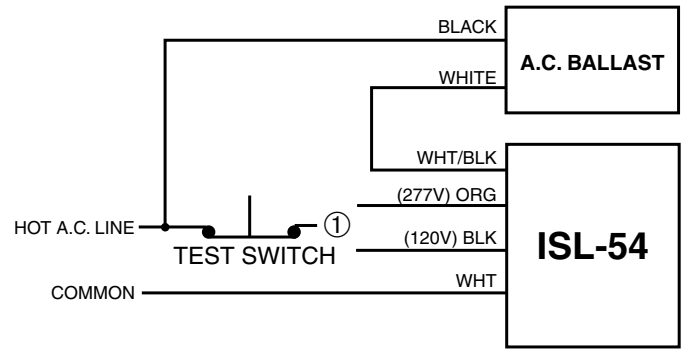 BLACK
A.C. BALLAST
WHITE
WHT/BLK
(277V) ORG
HOT A.C. LINE
①
TEST SWITCH
(120V) BLK
ISL-54
WHT
COMMON